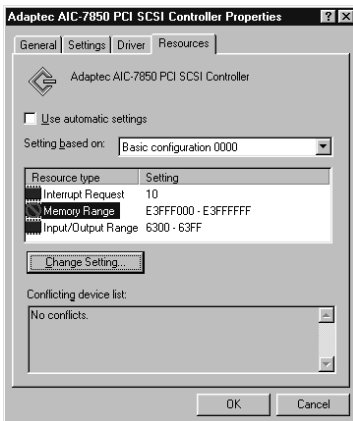 Adaptec AIC-7850 PCI SCSI Controller Properties
General Settings Driver Resources
Adaptec AIC-7850 PCI SCSI Controller
Use automatic settings
Setting based on: Basic configuration 0000
Resource type Setting
Interrupt Request 10
Memory Range E3FFF000 - E3FFFFFF
Input/Output Range 6300 - 63FF
Change Setting...
Conflicting device list:
No conflicts.
OK Cancel